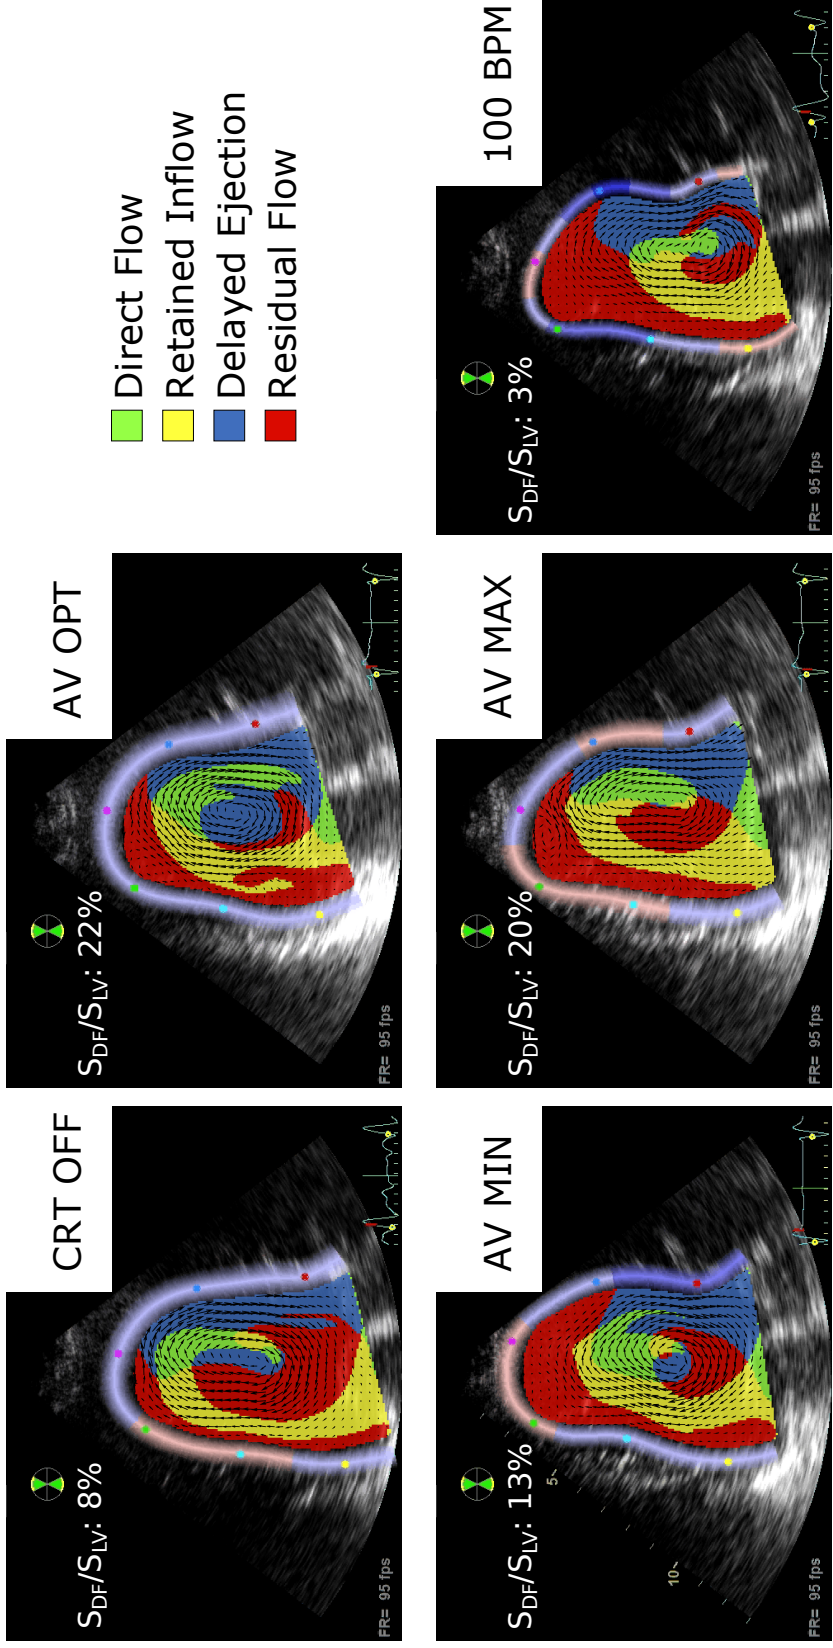 CRT OFF
S_DF/S_LV: 8%
FR= 95 fps
AV OPT
S_DF/S_LV: 22%
FR= 95 fps
Direct Flow
Retained Inflow
Delayed Ejection
Residual Flow
AV MIN
S_DF/S_LV: 13%
5-
10-
FR= 95 fps
AV MAX
S_DF/S_LV: 20%
FR= 95 fps
100 BPM
S_DF/S_LV: 3%
FR= 95 fps